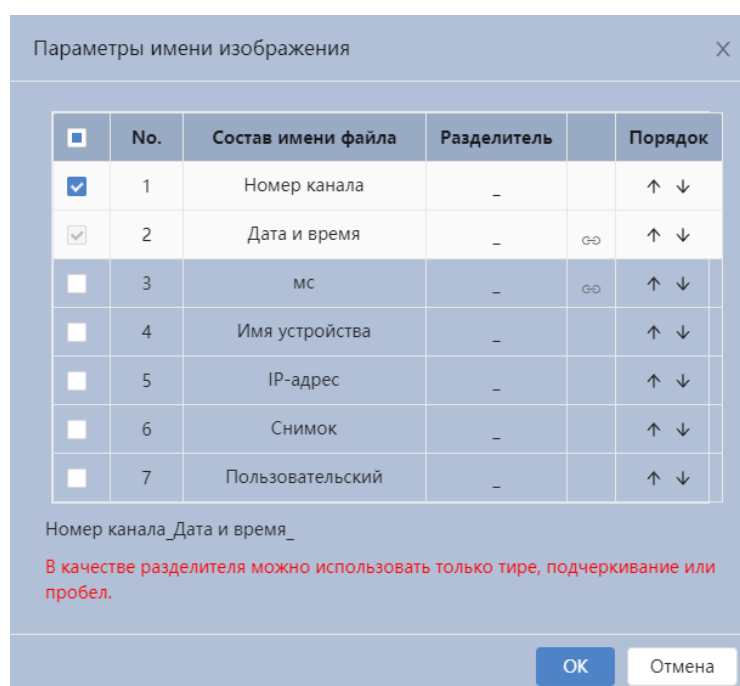 Параметры имени изображения
No. Состав имени файла Разделитель Порядок
1 Номер канала _
2 Дата и время _
3 мс _
4 Имя устройства _
5 IP-адрес _
6 Снимок _
7 Пользовательский _
Номер канала_Дата и время_
В качестве разделителя можно использовать только тире, подчеркивание или
пробел.
OK Отмена